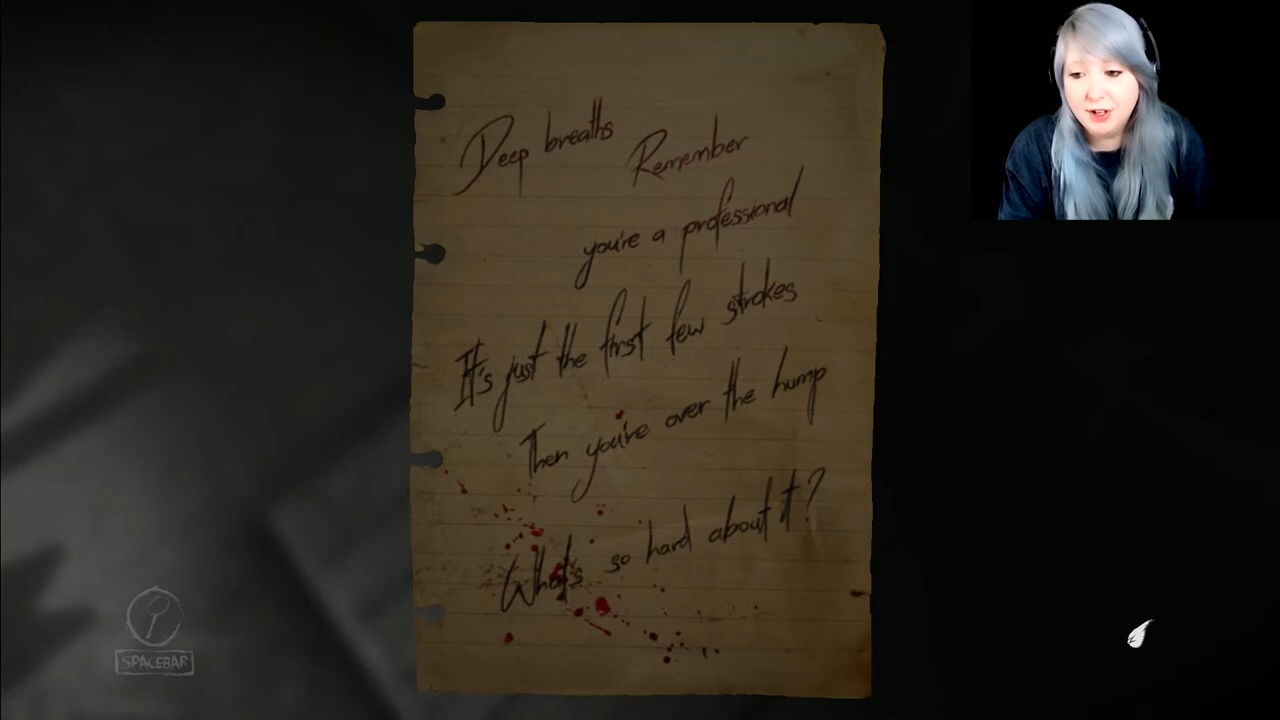 Deep breaths Remember
you're a professional
It's just the first few strokes
Then you're over the hump
What's so hard about it?
SPACEBAR